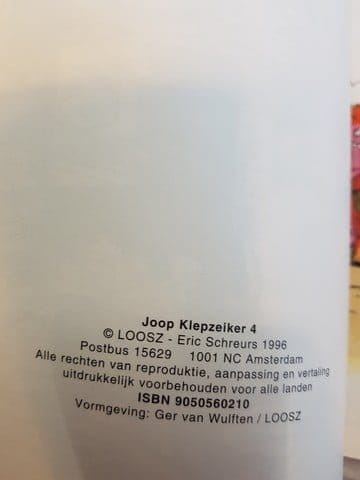 Joop Klepzeiker 4
© LOOSZ - Eric Schreurs 1996
Postbus 15629 1001 NC Amsterdam
Alle rechten van reproduktie, aanpassing en vertaling
uitdrukkelijk voorbehouden voor alle landen
ISBN 9050560210
Vormgeving: Ger van Wulften / LOOSZ